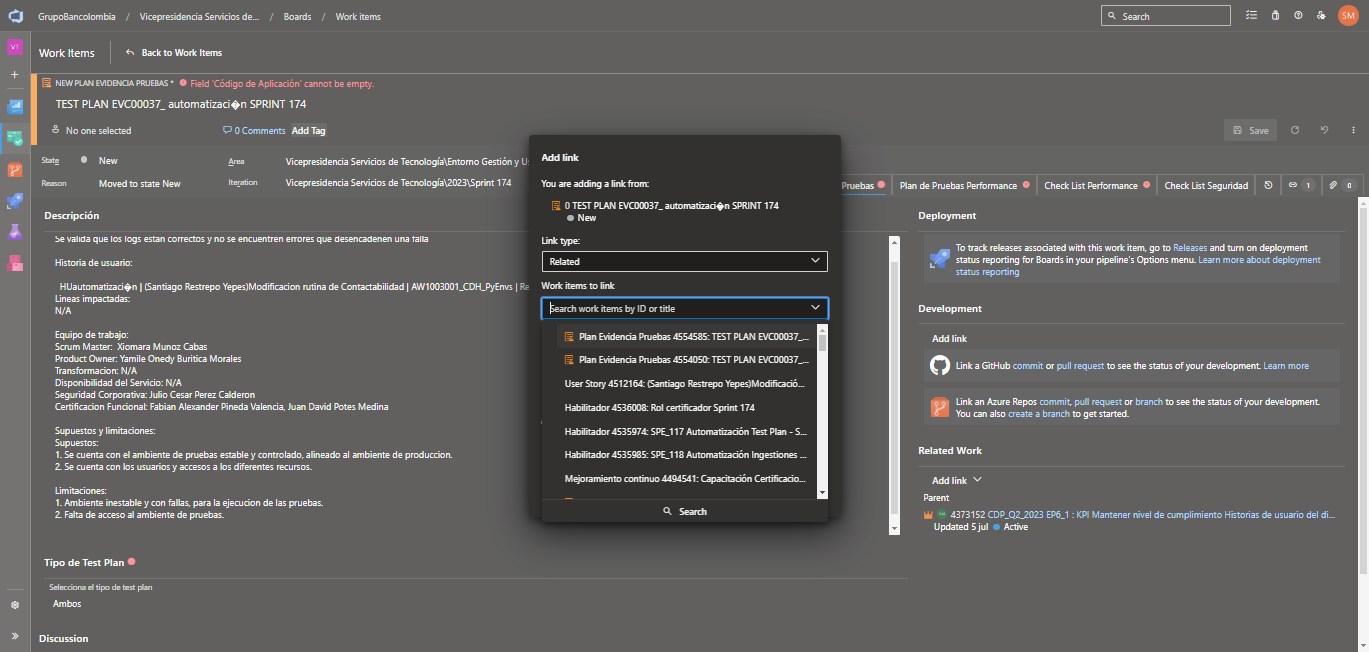 GrupoBancolombia / Vicepresidencia Servicios de... / Boards / Work items
Search
SM
VT
Work Items
Back to Work Items
NEW PLAN EVIDENCIA PRUEBAS * Field 'Código de Aplicación' cannot be empty.
TEST PLAN EVC00037_ automatizaci�n SPRINT 174
No one selected
0 Comments
Add Tag
Save
State
New
Area
Vicepresidencia Servicios de Tecnología\Entorno Gestión y Us
Reason
Moved to state New
Iteration
Vicepresidencia Servicios de Tecnología\2023\Sprint 174
Pruebas
Plan de Pruebas Performance
Check List Performance
Check List Seguridad
1
0
Descripción
Se valida que los logs estan correctos y no se encuentren errores que desencadenen una falla
Historia de usuario:
HUautomatizaci�n | (Santiago Restrepo Yepes)Modificacion rutina de Contactabilidad | AW1003001_CDH_PyEnvs | Re
Lineas impactadas:
N/A
Equipo de trabajo:
Scrum Master: Xiomara Munoz Cabas
Product Owner: Yamile Onedy Buritica Morales
Transformacion: N/A
Disponibilidad del Servicio: N/A
Seguridad Corporativa: Julio Cesar Perez Calderon
Certificacion Funcional: Fabian Alexander Pineda Valencia, Juan David Potes Medina
Supuestos y limitaciones:
Supuestos:
1. Se cuenta con el ambiente de pruebas estable y controlado, alineado al ambiente de produccion.
2. Se cuenta con los usuarios y accesos a los diferentes recursos.
Limitaciones:
1. Ambiente inestable y con fallas, para la ejecucion de las pruebas.
2. Falta de acceso al ambiente de pruebas.
Tipo de Test Plan
Selecciona el tipo de test plan
Ambos
Discussion
Add link
You are adding a link from:
0 TEST PLAN EVC00037_ automatizaci�n SPRINT 174
New
Link type:
Related
Work items to link
Search work items by ID or title
Plan Evidencia Pruebas 4554585: TEST PLAN EVC00037_...
Plan Evidencia Pruebas 4554050: TEST PLAN EVC00037_...
User Story 4512164: (Santiago Restrepo Yepes)Modificació...
Habilitador 4536008: Rol certificador Sprint 174
Habilitador 4535974: SPE_117 Automatización Test Plan - S...
Habilitador 4535985: SPE_118 Automatización Ingestiones ...
Mejoramiento continuo 4494541: Capacitación Certificacio...
Search
Deployment
To track releases associated with this work item, go to Releases and turn on deployment
status reporting for Boards in your pipeline's Options menu. Learn more about deployment
status reporting
Development
Add link
Link a GitHub commit or pull request to see the status of your development. Learn more
Link an Azure Repos commit, pull request or branch to see the status of your development.
You can also create a branch to get started.
Related Work
Add link
Parent
4373152 CDP_Q2_2023 EP6_1 : KPI Mantener nivel de cumplimiento Historias de usuario del di...
Updated 5 jul Active